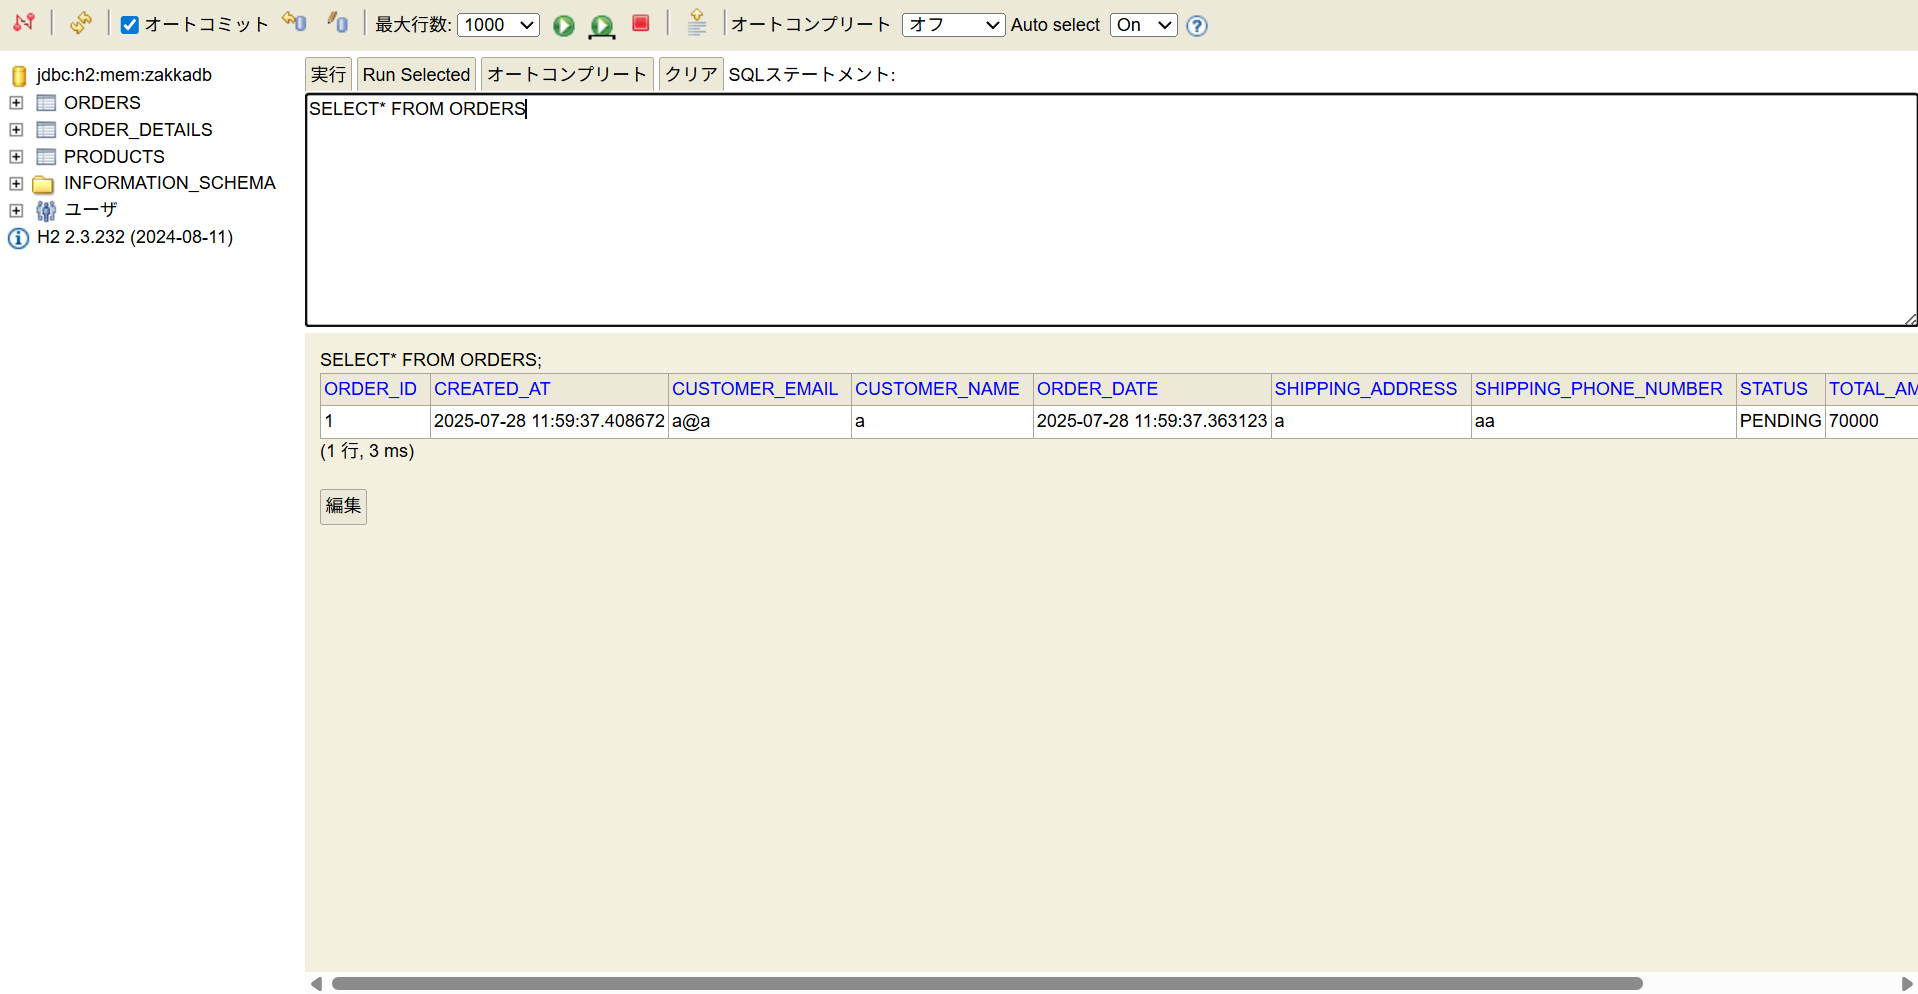 オートコミット 最大行数: 1000 オートコンプリート オフ Auto select On
jdbc:h2:mem:zakkadb
ORDERS
ORDER_DETAILS
PRODUCTS
INFORMATION_SCHEMA
ユーザ
H2 2.3.232 (2024-08-11)
実行 Run Selected オートコンプリート クリア SQLステートメント:
SELECT* FROM ORDERS
SELECT* FROM ORDERS;
ORDER_ID CREATED_AT CUSTOMER_EMAIL CUSTOMER_NAME ORDER_DATE SHIPPING_ADDRESS SHIPPING_PHONE_NUMBER STATUS TOTAL_AM
1 2025-07-28 11:59:37.408672 a@a a 2025-07-28 11:59:37.363123 a aa PENDING 70000
(1 行, 3 ms)
編集